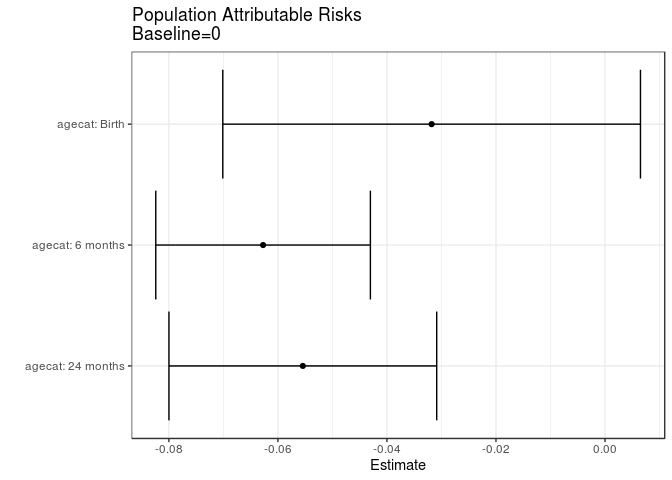 Population Attributable Risks
Baseline=0
agecat: Birth
agecat: 6 months
agecat: 24 months
-0.08
-0.06
-0.04
-0.02
0.00
Estimate